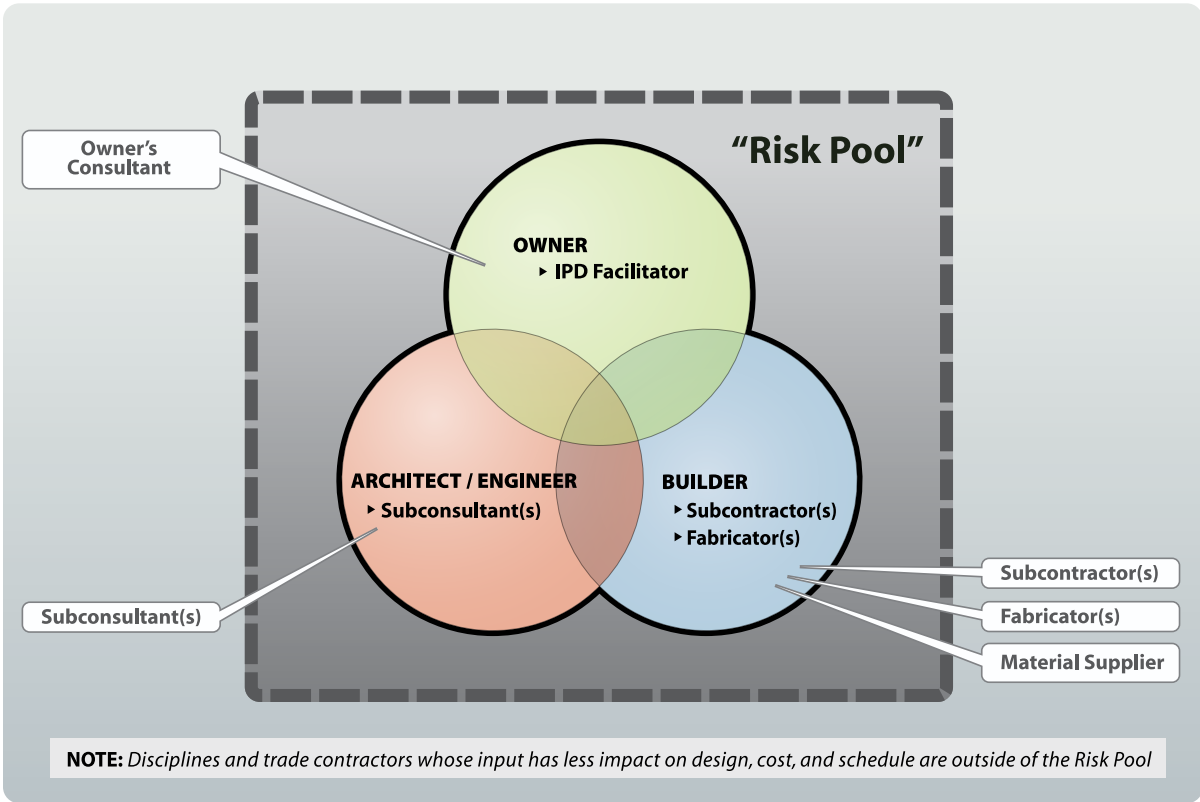 “Risk Pool”
Owner’s
Consultant
OWNER
▸ IPD Facilitator
ARCHITECT / ENGINEER
▸ Subconsultant(s)
BUILDER
▸ Subcontractor(s)
▸ Fabricator(s)
Subconsultant(s)
Subcontractor(s)
Fabricator(s)
Material Supplier
NOTE: Disciplines and trade contractors whose input has less impact on design, cost, and schedule are outside of the Risk Pool